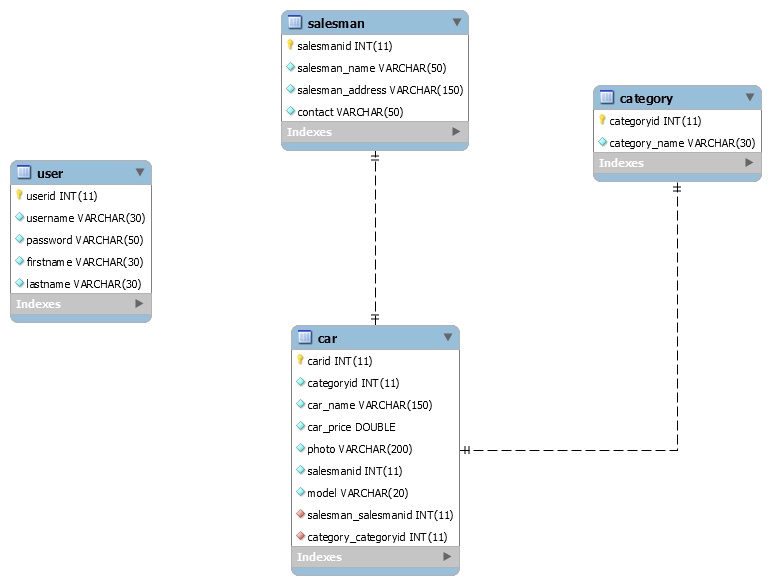 salesman
salesmanid INT(11)
salesman_name VARCHAR(50)
salesman_address VARCHAR(150)
contact VARCHAR(50)
Indexes
category
categoryid INT(11)
category_name VARCHAR(30)
Indexes
user
userid INT(11)
username VARCHAR(30)
password VARCHAR(50)
firstname VARCHAR(30)
lastname VARCHAR(30)
Indexes
car
carid INT(11)
categoryid INT(11)
car_name VARCHAR(150)
car_price DOUBLE
photo VARCHAR(200)
salesmanid INT(11)
model VARCHAR(20)
salesman_salesmanid INT(11)
category_categoryid INT(11)
Indexes